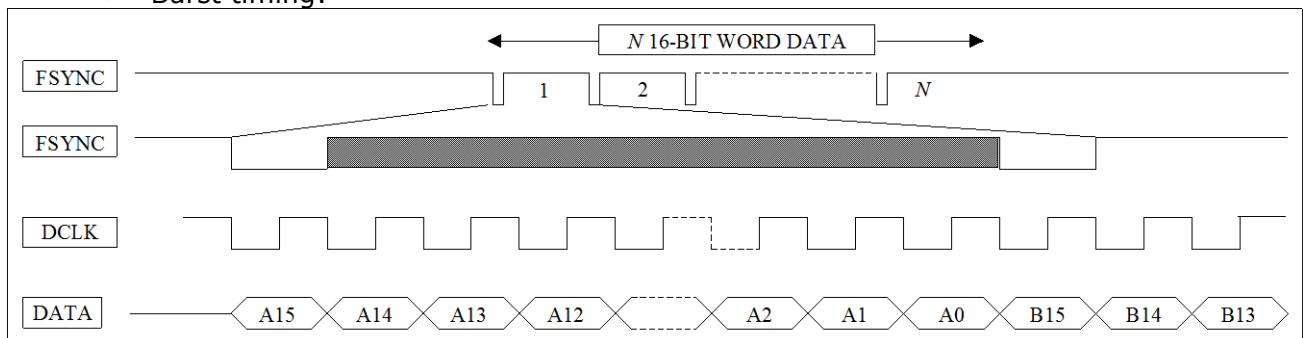 Burst timing:
N 16-BIT WORD DATA
FSYNC
1 2 N
FSYNC
DCLK
DATA A15 A14 A13 A12 A2 A1 A0 B15 B14 B13